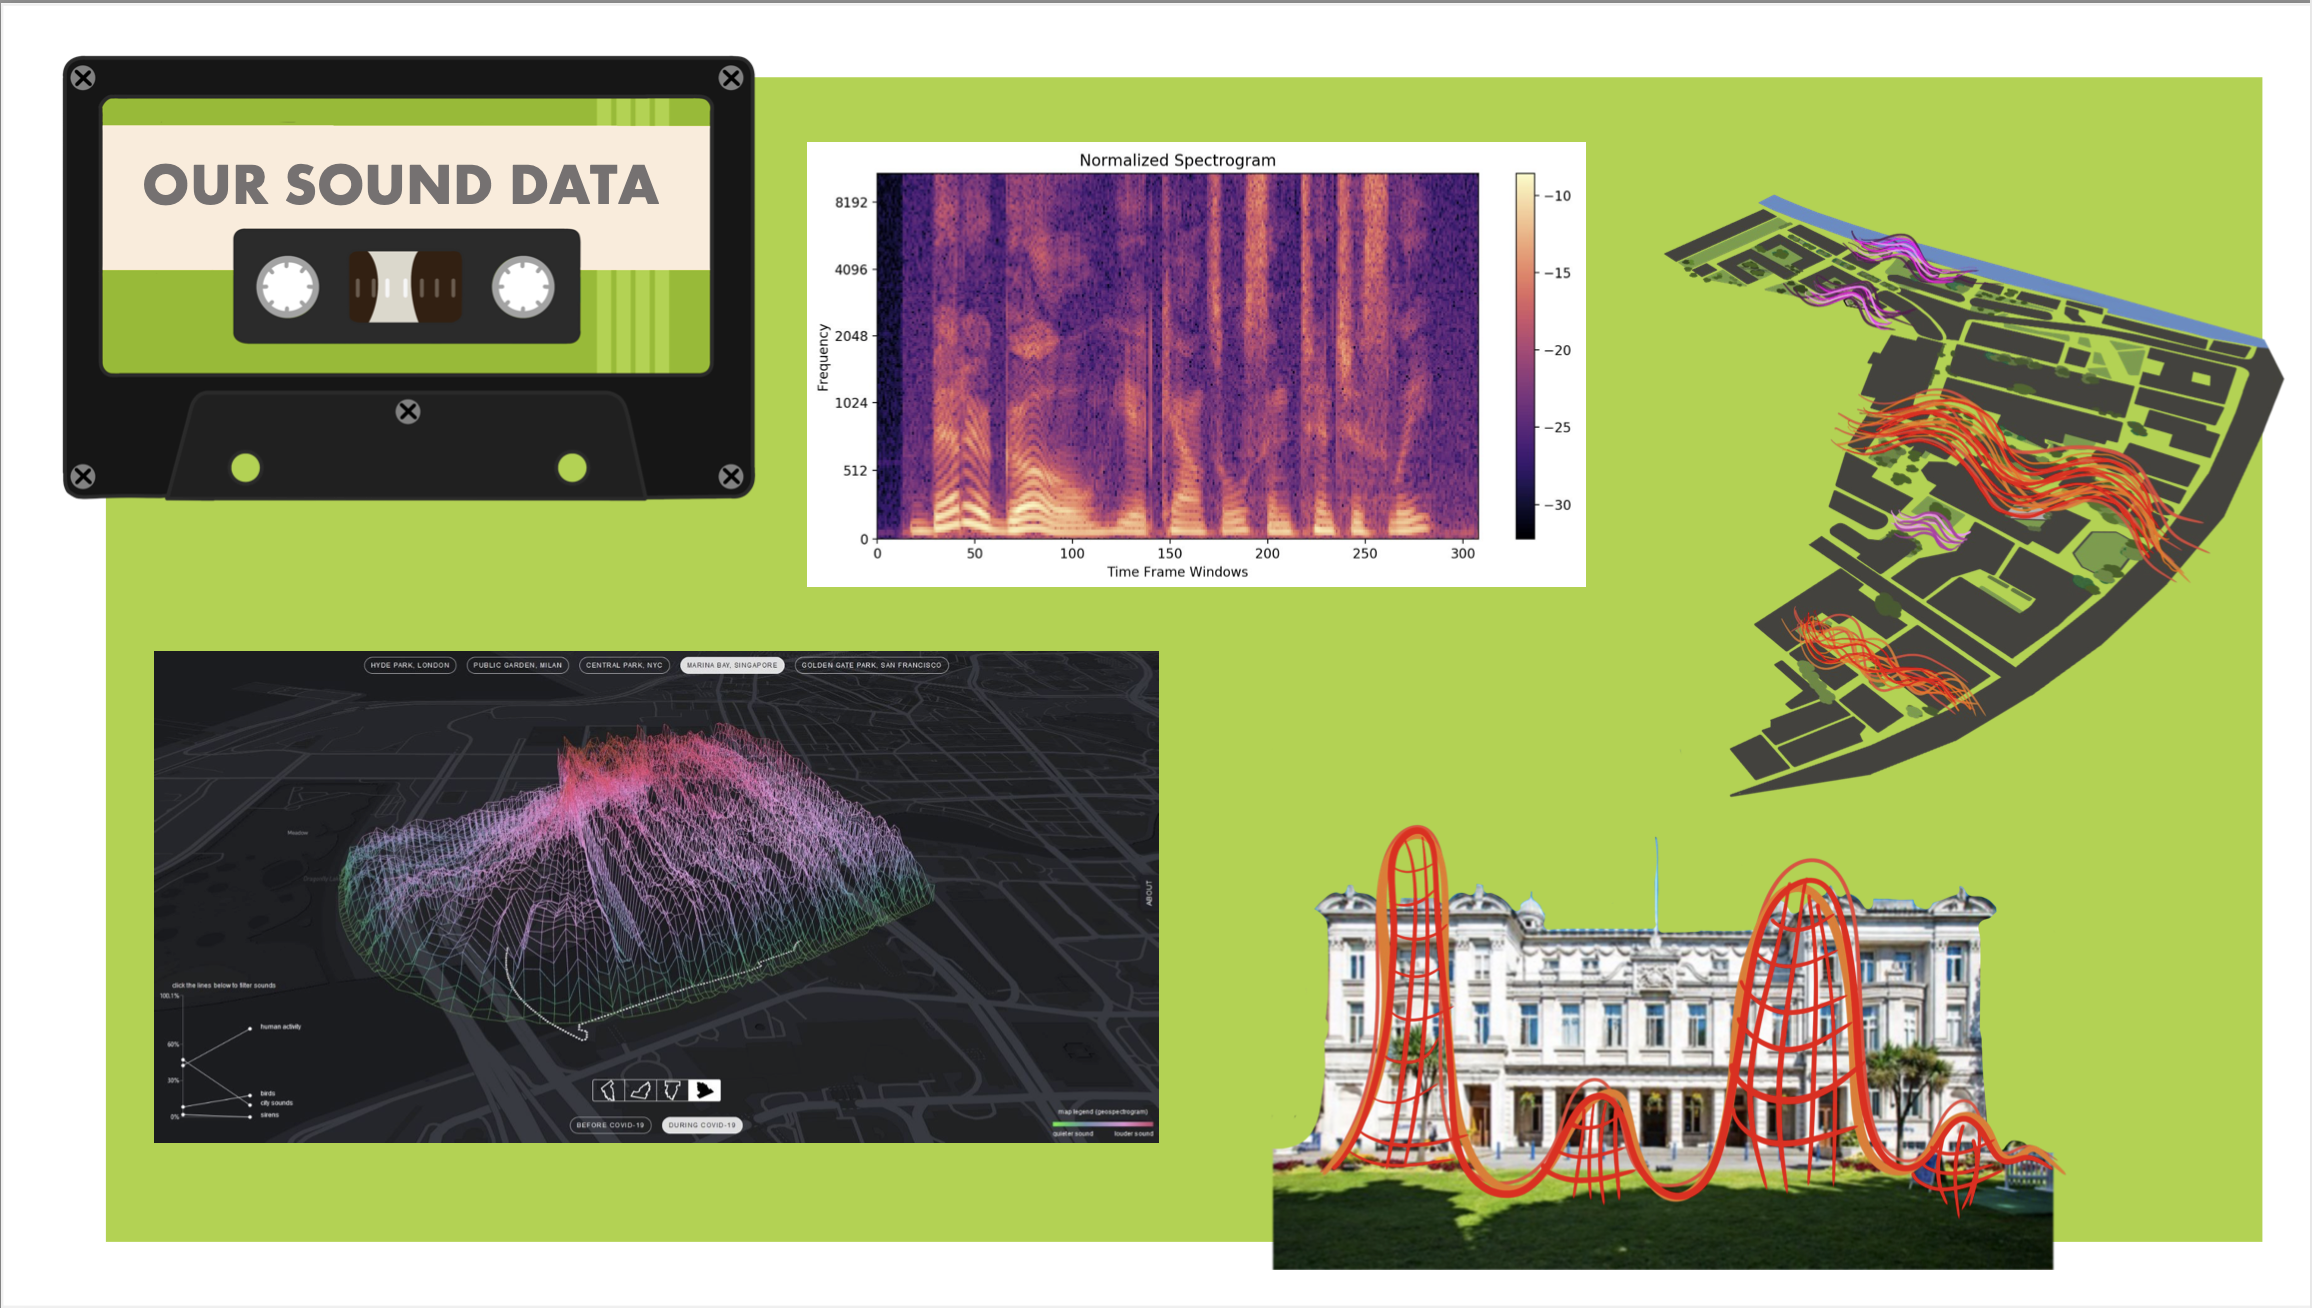 OUR SOUND DATA
Normalized Spectrogram
8192
4096
2048
1024
512
0
Frequency
0 50 100 150 200 250 300
Time Frame Windows
−10
−15
−20
−25
−30
HYDE PARK, LONDON PUBLIC GARDEN, MILAN CENTRAL PARK, NYC MARINA BAY, SINGAPORE GOLDEN GATE PARK, SAN FRANCISCO
Meadow
ABOUT
click the lines below to filter sounds
100.1%
60%
30%
0%
human activity
birds
city sounds
sirens
BEFORE COVID-19 DURING COVID-19
map legend (geospectrogram)
quieter sound louder sound